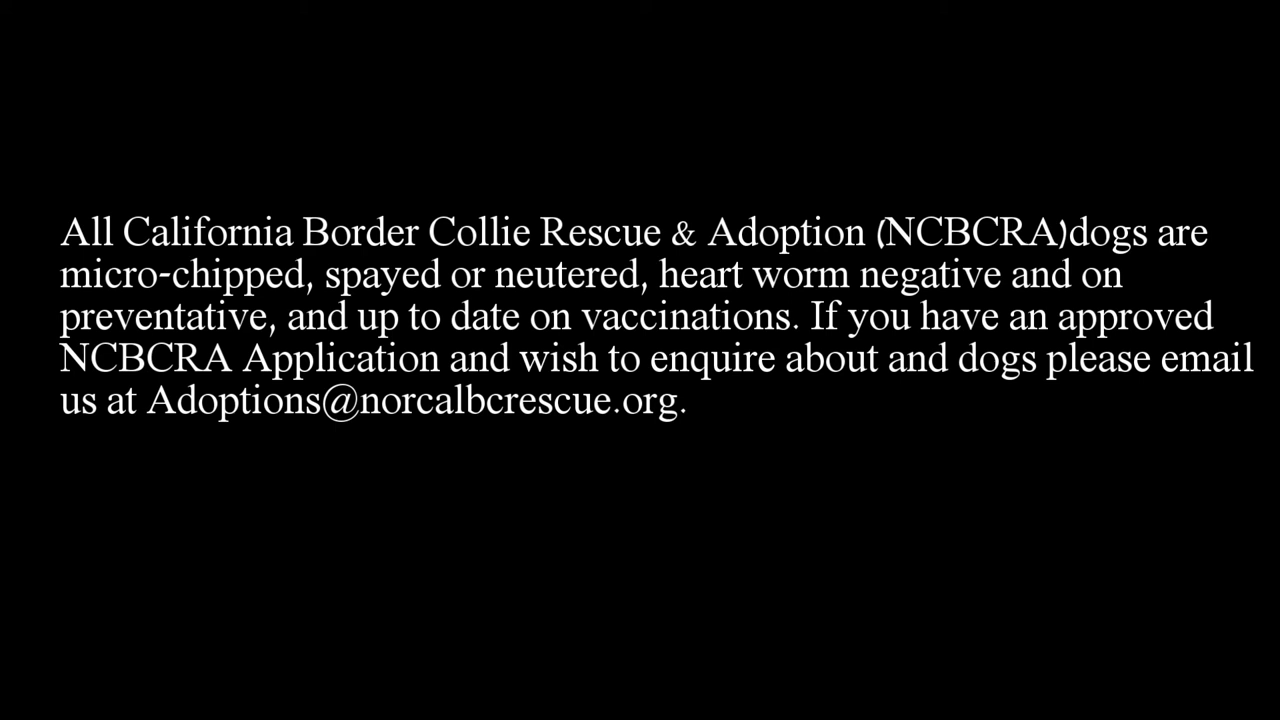 All California Border Collie Rescue & Adoption (NCBCRA)dogs are
micro-chipped, spayed or neutered, heart worm negative and on
preventative, and up to date on vaccinations. If you have an approved
NCBCRA Application and wish to enquire about and dogs please email
us at Adoptions@norcalbcrescue.org.